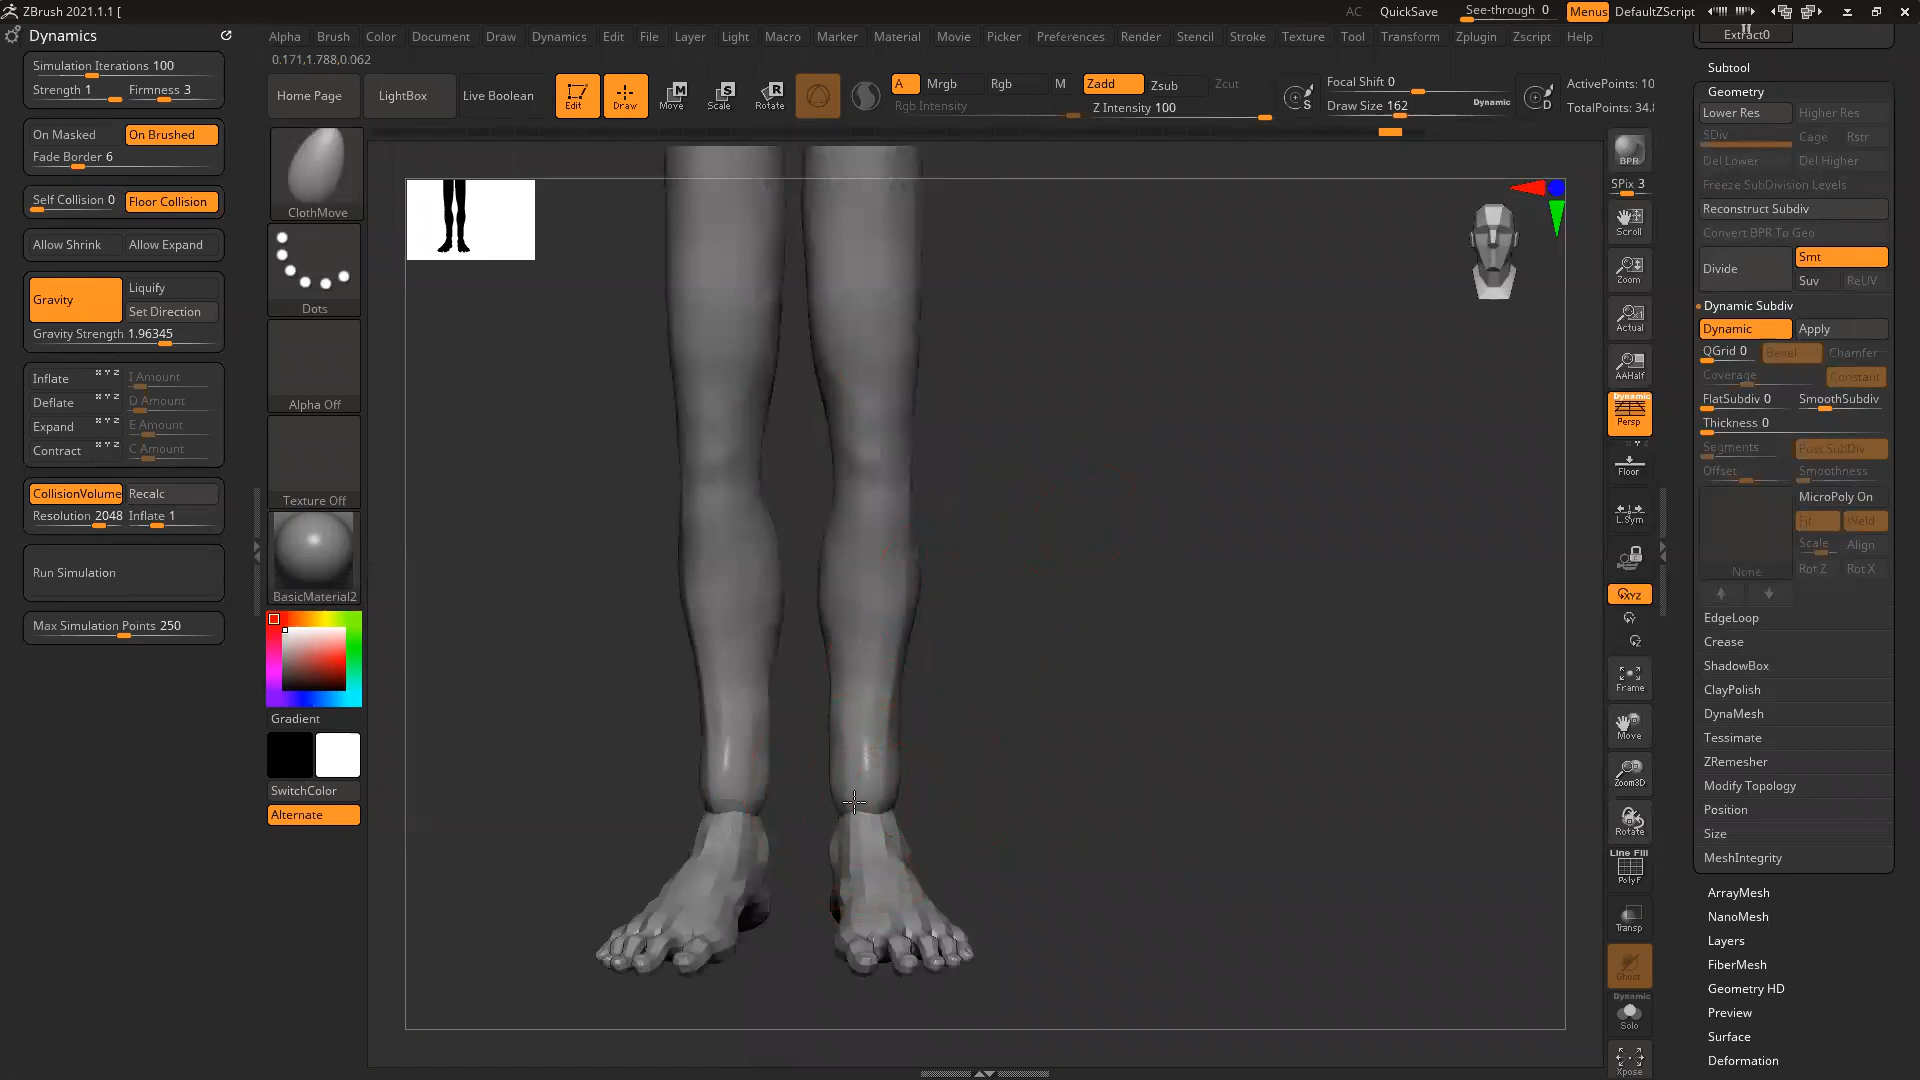 ZBrush 2021.1.1 [
AC QuickSave See-through 0 Menus DefaultZScript
Dynamics
Alpha Brush Color Document Draw Dynamics Edit File Layer Light Macro Marker Material Movie Picker Preferences Render Stencil Stroke Texture Tool Transform Zplugin Zscript Help
0.171,1.788,0.062
Home Page LightBox Live Boolean Edit Draw Move Scale Rotate
A Mrgb Rgb M Zadd Zsub Zcut
Rgb Intensity Z Intensity 100
Focal Shift 0
Draw Size 162 Dynamic
ActivePoints: 10
TotalPoints: 34.8
Simulation Iterations 100
Strength 1 Firmness 3
On Masked On Brushed
Fade Border 6
Self Collision 0 Floor Collision
Allow Shrink Allow Expand
Gravity Liquify
Set Direction
Gravity Strength 1.96345
Inflate X Y Z I Amount
Deflate X Y Z D Amount
Expand X Y Z E Amount
Contract X Y Z C Amount
CollisionVolume Recalc
Resolution 2048 Inflate 1
Run Simulation
Max Simulation Points 250
ClothMove
Dots
Alpha Off
Texture Off
BasicMaterial2
Gradient
SwitchColor
Alternate
BPR
SPix 3
Scroll
Zoom
Actual
AAHalf
Dynamic
Persp
Floor
L.Sym
XYZ
Y
Z
Frame
Move
Zoom3D
Rotate
Line Fill
PolyF
Transp
Ghost
Dynamic
Solo
Xpose
Extract0
Subtool
Geometry
Lower Res Higher Res
SDiv Cage Rstr
Del Lower Del Higher
Freeze SubDivision Levels
Reconstruct Subdiv
Convert BPR To Geo
Divide Smt
Suv ReUV
Dynamic Subdiv
Dynamic Apply
QGrid 0 Bevel Chamfer
Coverage Constant
FlatSubdiv 0 SmoothSubdiv
Thickness 0
Segments Post SubDiv
Offset Smoothness
MicroPoly On
Fit Weld
Scale Align
None Rot Z Rot X
EdgeLoop
Crease
ShadowBox
ClayPolish
DynaMesh
Tessimate
ZRemesher
Modify Topology
Position
Size
MeshIntegrity
ArrayMesh
NanoMesh
Layers
FiberMesh
Geometry HD
Preview
Surface
Deformation